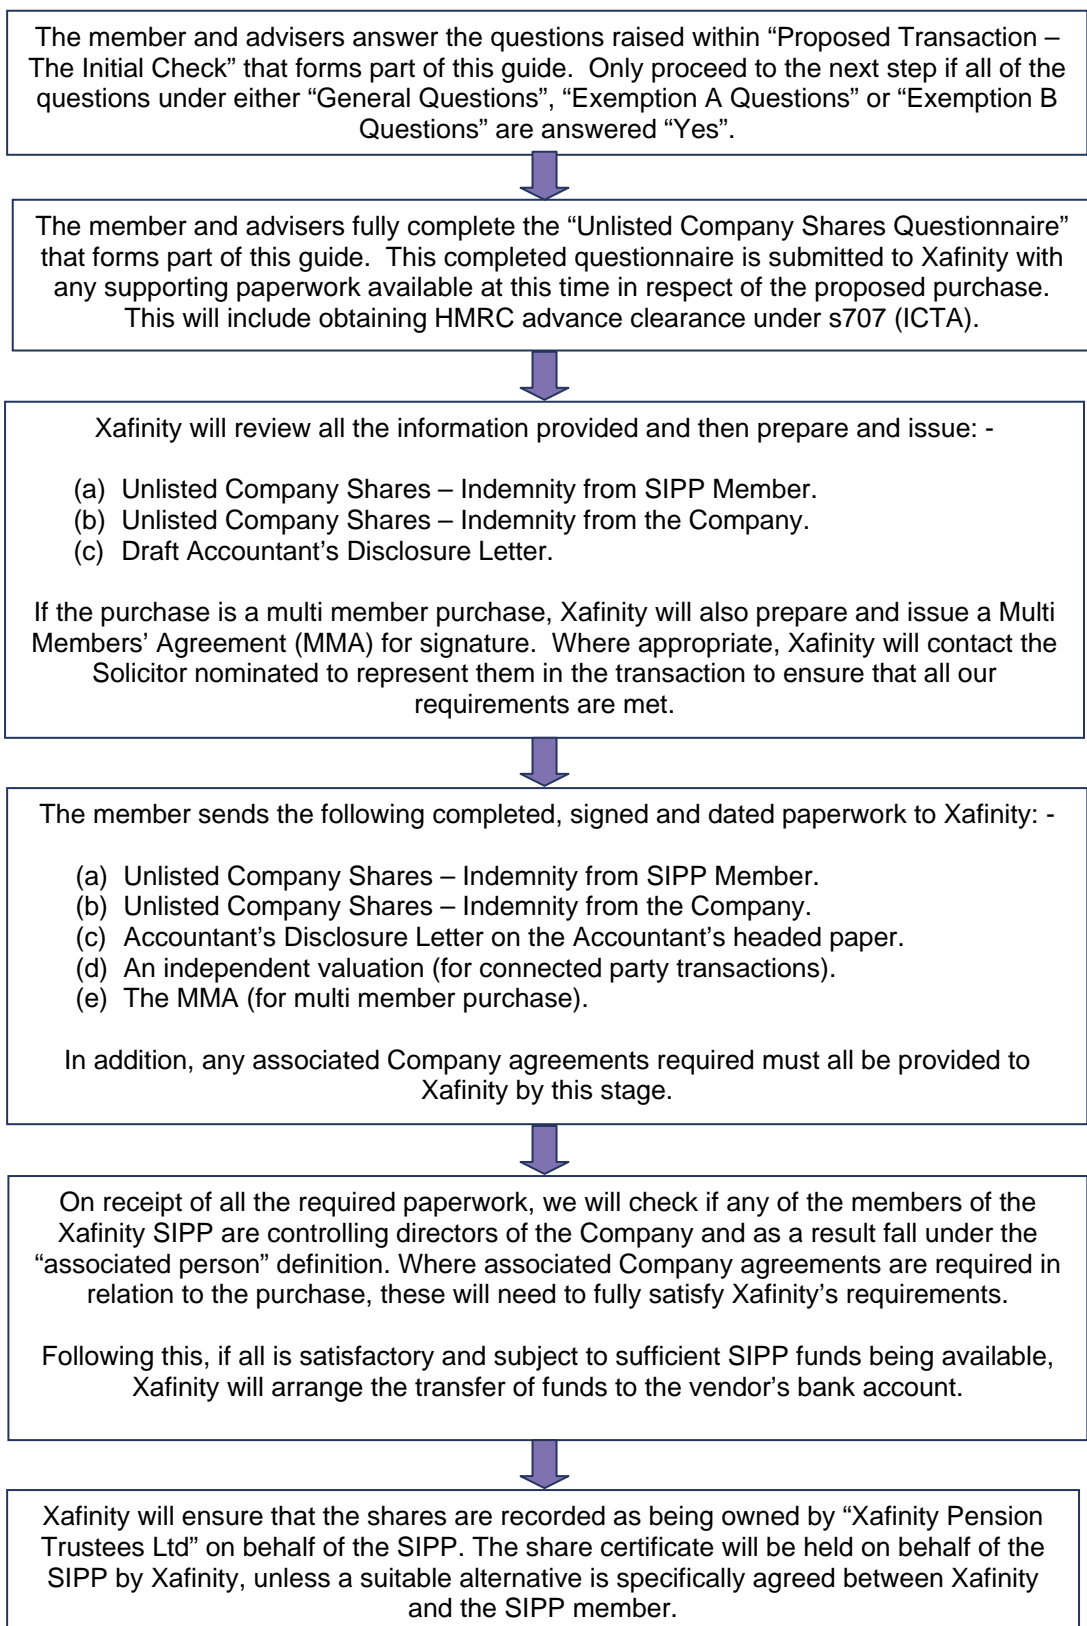 The member and advisers answer the questions raised within “Proposed Transaction –
The Initial Check” that forms part of this guide.  Only proceed to the next step if all of the
questions under either “General Questions”, “Exemption A Questions” or “Exemption B
Questions” are answered “Yes”.
The member and advisers fully complete the “Unlisted Company Shares Questionnaire”
that forms part of this guide.  This completed questionnaire is submitted to Xafinity with
any supporting paperwork available at this time in respect of the proposed purchase.
This will include obtaining HMRC advance clearance under s707 (ICTA).
Xafinity will review all the information provided and then prepare and issue: -
(a) Unlisted Company Shares – Indemnity from SIPP Member.
(b) Unlisted Company Shares – Indemnity from the Company.
(c) Draft Accountant’s Disclosure Letter.
If the purchase is a multi member purchase, Xafinity will also prepare and issue a Multi
Members’ Agreement (MMA) for signature.  Where appropriate, Xafinity will contact the
Solicitor nominated to represent them in the transaction to ensure that all our
requirements are met.
The member sends the following completed, signed and dated paperwork to Xafinity: -
(a) Unlisted Company Shares – Indemnity from SIPP Member.
(b) Unlisted Company Shares – Indemnity from the Company.
(c) Accountant’s Disclosure Letter on the Accountant’s headed paper.
(d) An independent valuation (for connected party transactions).
(e) The MMA (for multi member purchase).
In addition, any associated Company agreements required must all be provided to
Xafinity by this stage.
On receipt of all the required paperwork, we will check if any of the members of the
Xafinity SIPP are controlling directors of the Company and as a result fall under the
“associated person” definition. Where associated Company agreements are required in
relation to the purchase, these will need to fully satisfy Xafinity’s requirements.
Following this, if all is satisfactory and subject to sufficient SIPP funds being available,
Xafinity will arrange the transfer of funds to the vendor’s bank account.
Xafinity will ensure that the shares are recorded as being owned by “Xafinity Pension
Trustees Ltd” on behalf of the SIPP. The share certificate will be held on behalf of the
SIPP by Xafinity, unless a suitable alternative is specifically agreed between Xafinity
and the SIPP member.